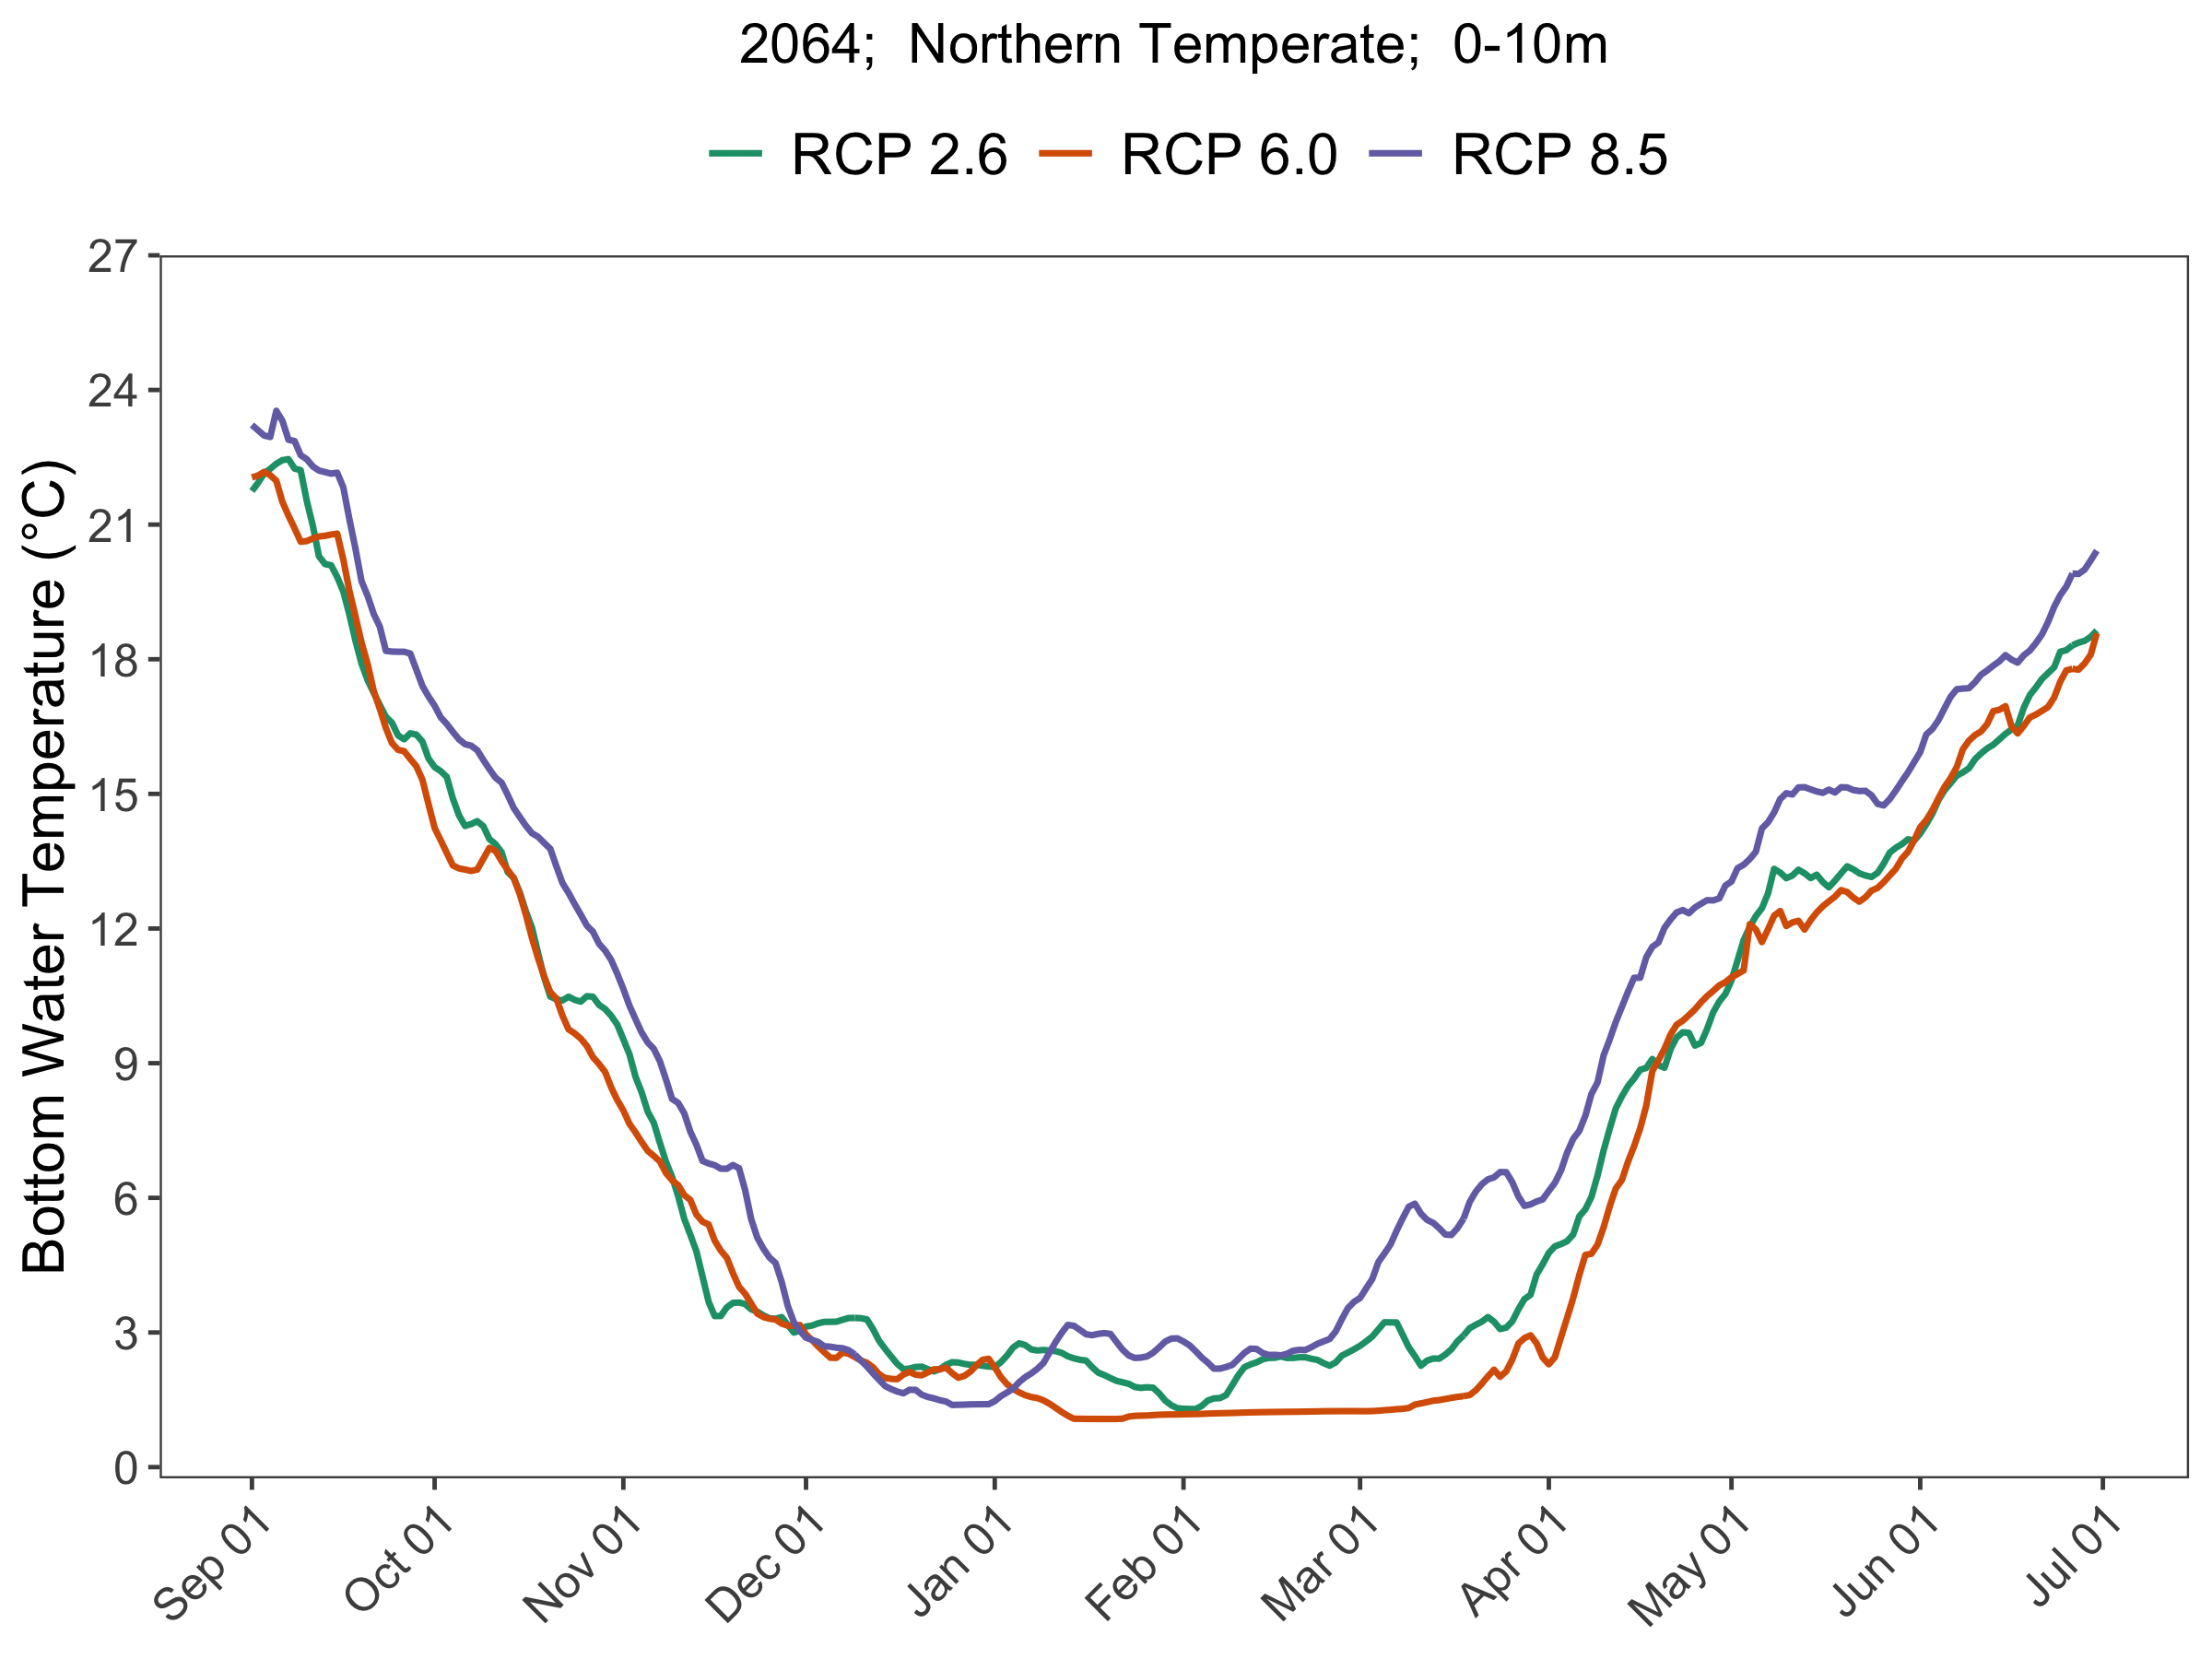 2064; Northern Temperate; 0-10m
RCP 2.6 RCP 6.0 RCP 8.5
Bottom Water Temperature (°C)
27
24
21
18
15
12
9
6
3
0
Sep 01 Oct 01 Nov 01 Dec 01 Jan 01 Feb 01 Mar 01 Apr 01 May 01 Jun 01 Jul 01